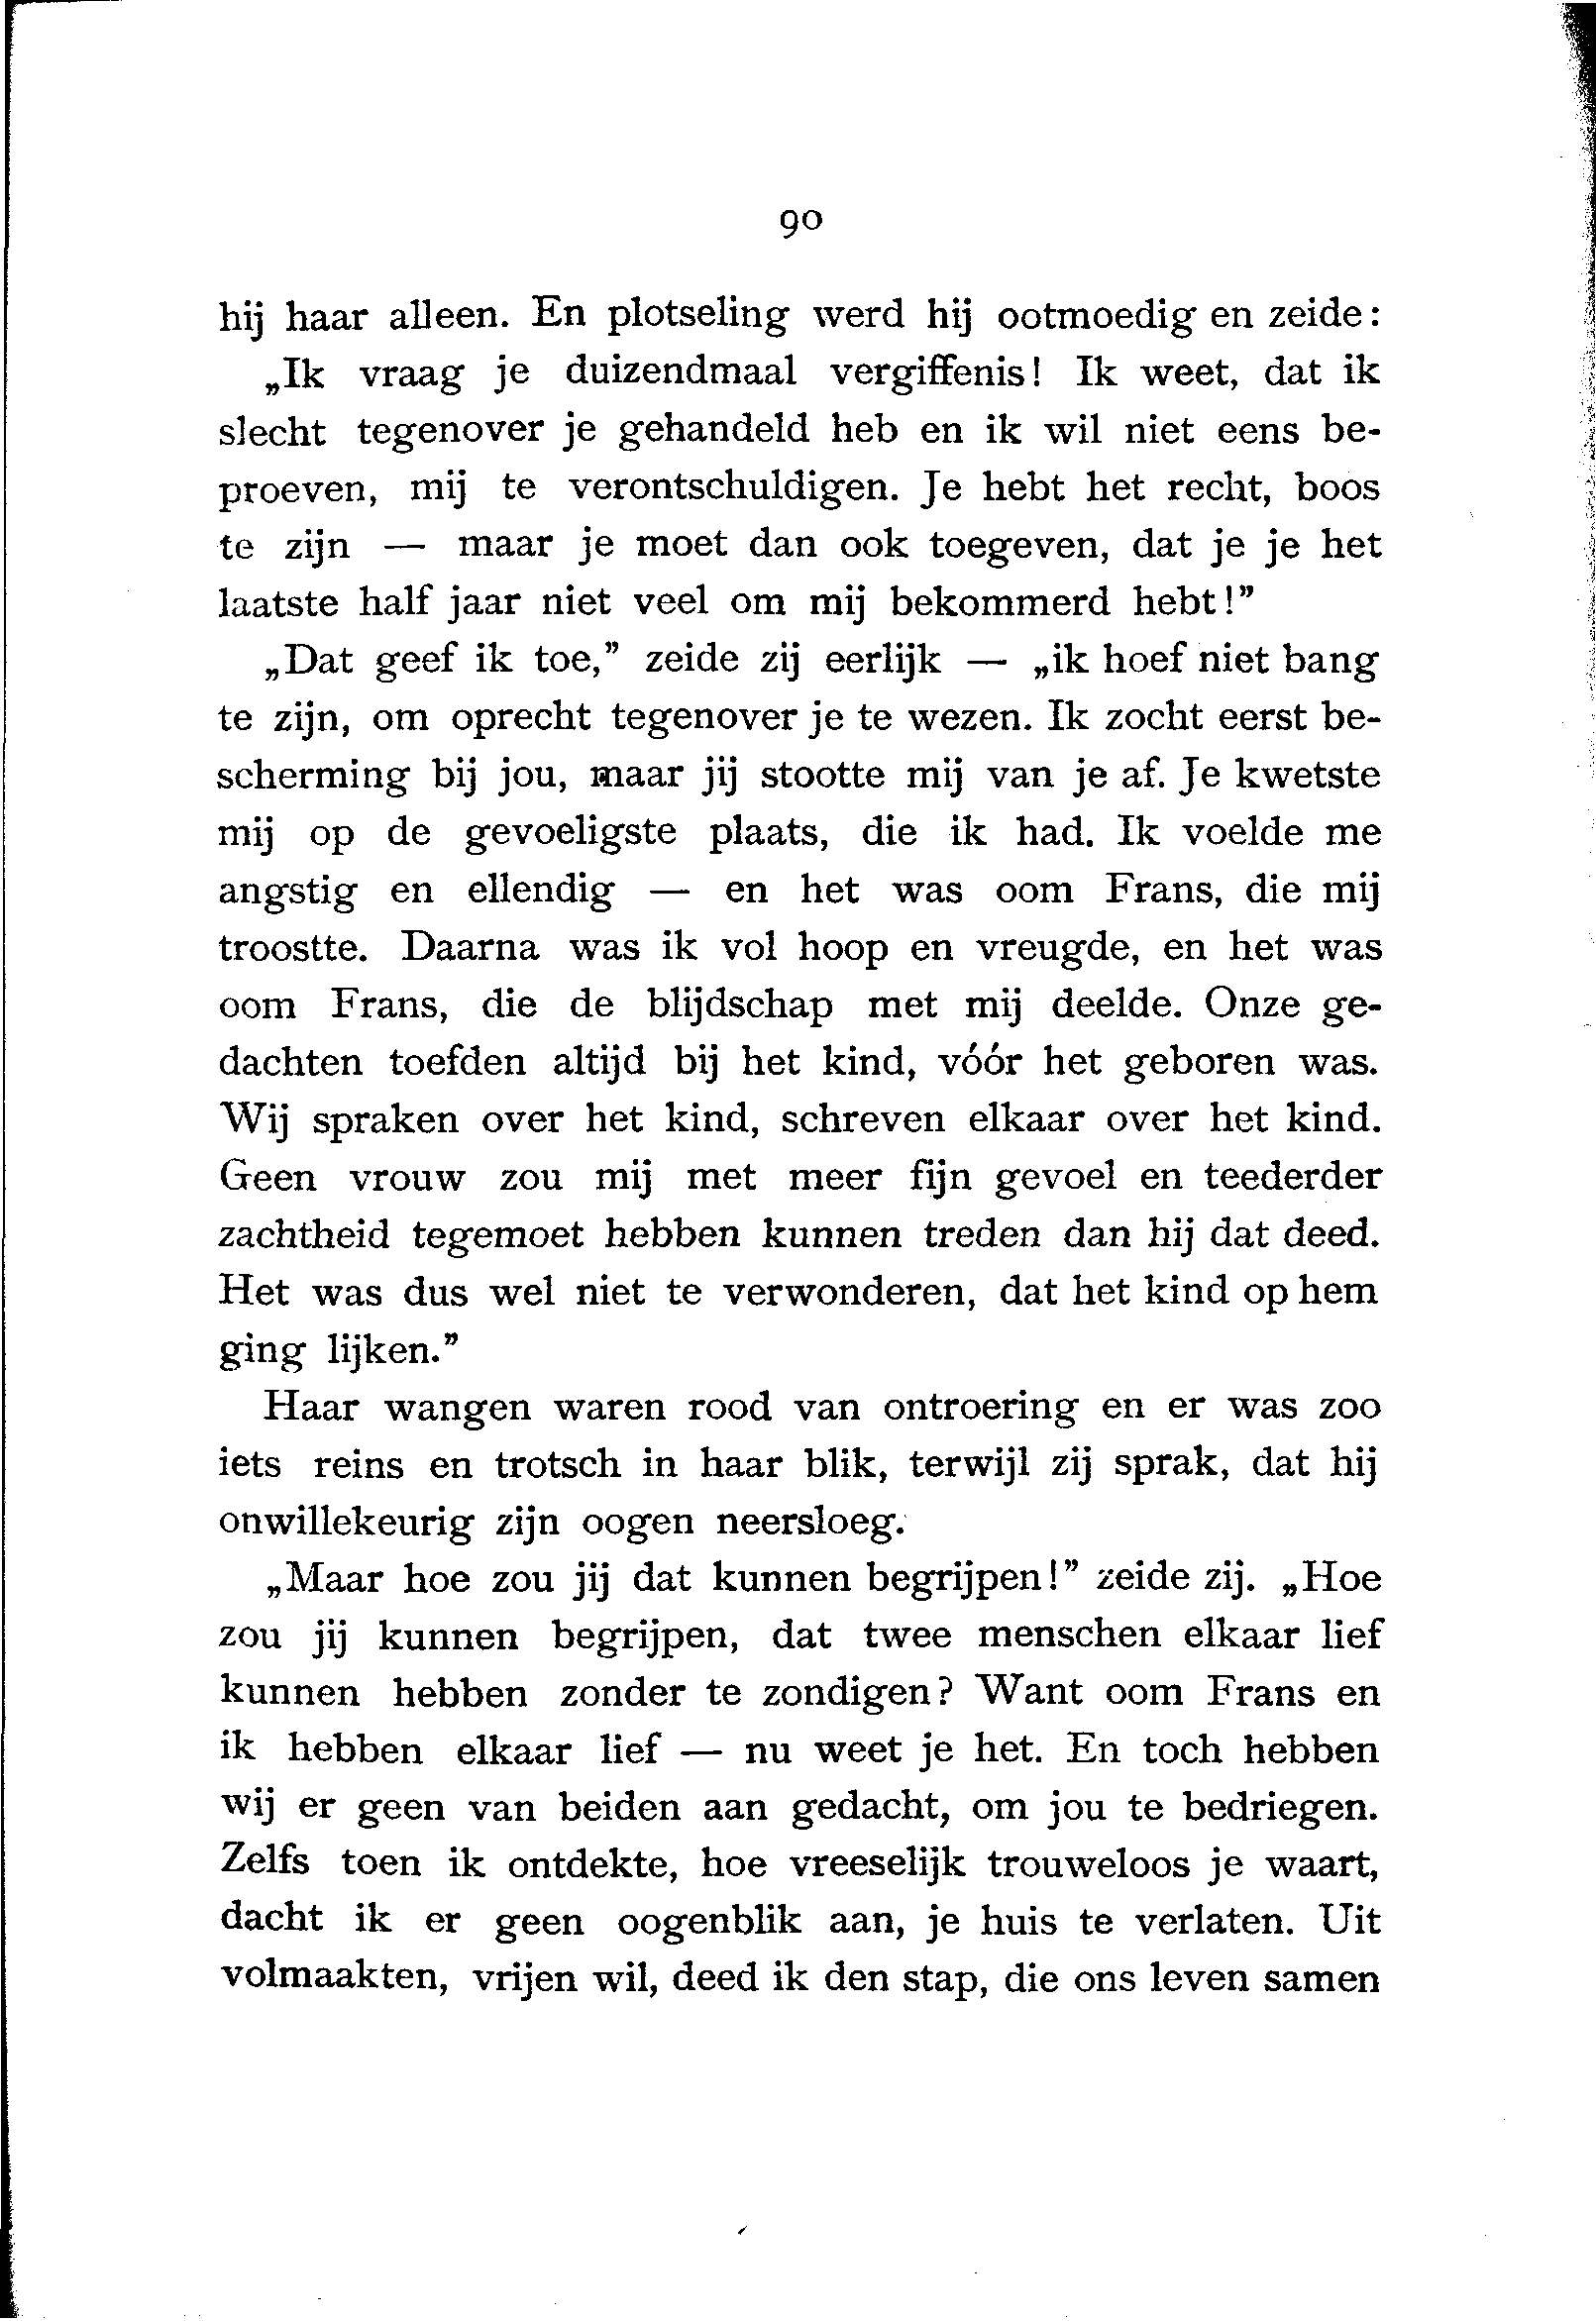 90
hij haar alleen. En plotseling werd hij ootmoedig en zeide:
„Ik vraag je duizendmaal vergiffenis! Ik weet, dat ik
slecht tegenover je gehandeld heb en ik wil niet eens be-
proeven, mij te verontschuldigen. Je hebt het recht, boos
te zijn — maar je moet dan ook toegeven, dat je je het
laatste half jaar niet veel om mij bekommerd hebt!”
„Dat geef ik toe,” zeide zij eerlijk — „ik hoef niet bang
te zijn, om oprecht tegenover je te wezen. Ik zocht eerst be-
scherming bij jou, maar jij stootte mij van je af. Je kwetste
mij op de gevoeligste plaats, die ik had. Ik voelde me
angstig en ellendig — en het was oom Frans, die mij
troostte. Daarna was ik vol hoop en vreugde, en het was
oom Frans, die de blijdschap met mij deelde. Onze ge-
dachten toefden altijd bij het kind, vóór het geboren was.
Wij spraken over het kind, schreven elkaar over het kind.
Geen vrouw zou mij met meer fijn gevoel en teederder
zachtheid tegemoet hebben kunnen treden dan hij dat deed.
Het was dus wel niet te verwonderen, dat het kind op hem
ging lijken.”
Haar wangen waren rood van ontroering en er was zoo
iets reins en trotsch in haar blik, terwijl zij sprak, dat hij
onwillekeurig zijn oogen neersloeg.
„Maar hoe zou jij dat kunnen begrijpen!” zeide zij. „Hoe
zou jij kunnen begrijpen, dat twee menschen elkaar lief
kunnen hebben zonder te zondigen? Want oom Frans en
ik hebben elkaar lief — nu weet je het. En toch hebben
wij er geen van beiden aan gedacht, om jou te bedriegen.
Zelfs toen ik ontdekte, hoe vreeselijk trouweloos je waart,
dacht ik er geen oogenblik aan, je huis te verlaten. Uit
volmaakten, vrijen wil, deed ik den stap, die ons leven samen